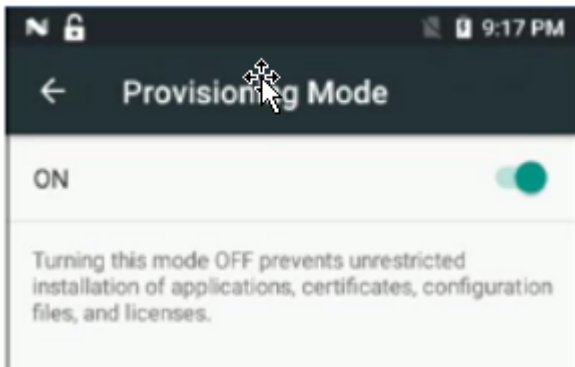 9:17 PM
Provisioning Mode
ON
Turning this mode OFF prevents unrestricted
installation of applications, certificates, configuration
files, and licenses.